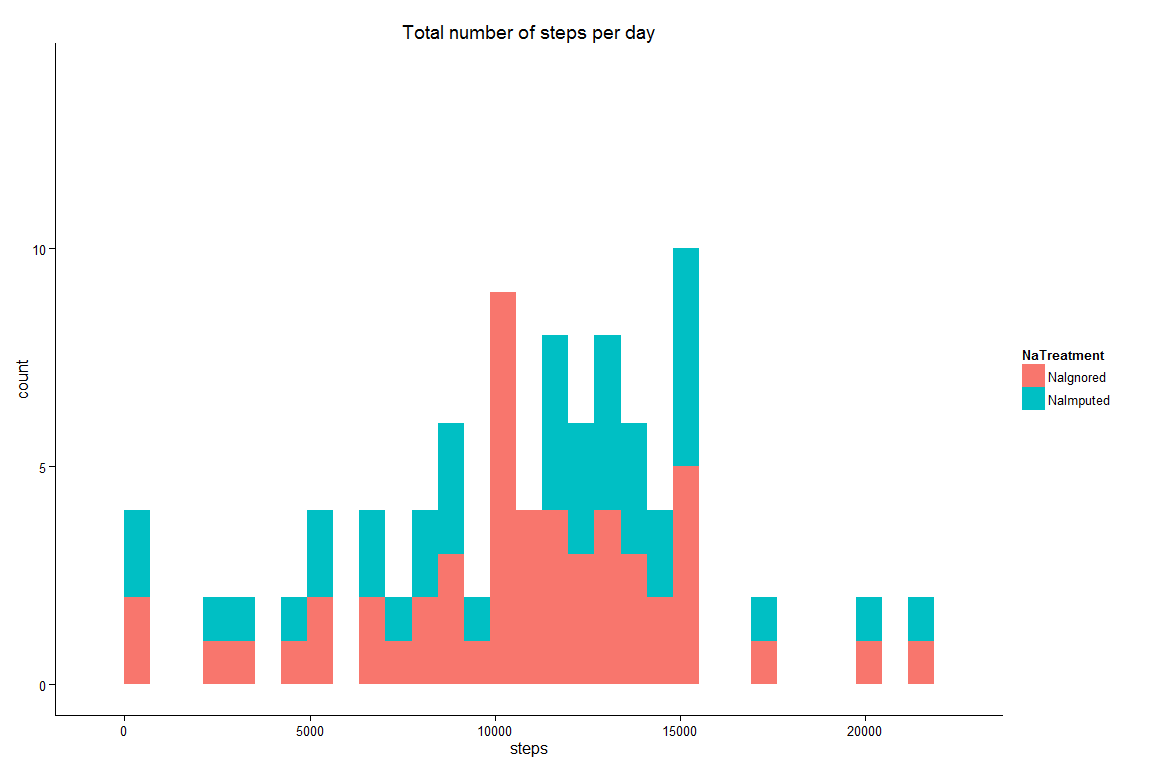 Total number of steps per day
count
10
5
0
0 5000 10000 15000 20000
steps
NaTreatment
NaIgnored
NaImputed